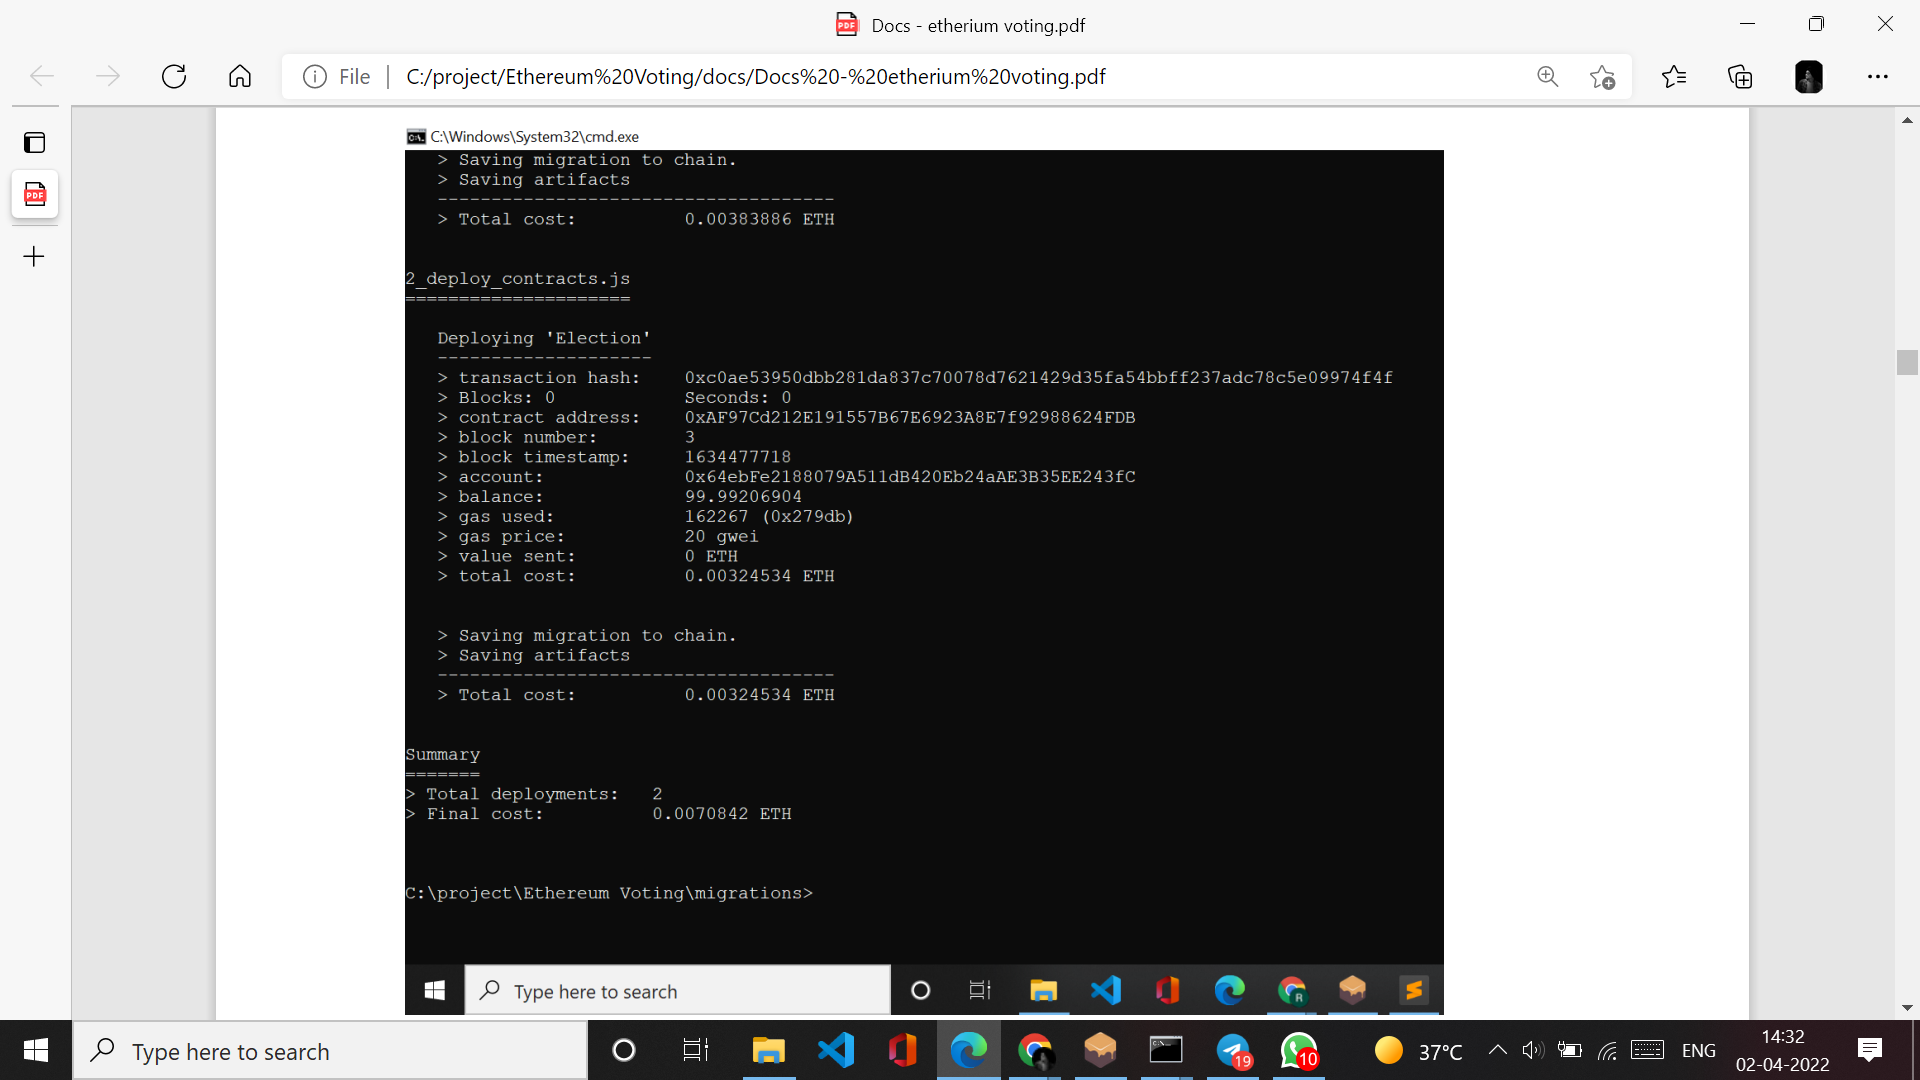 Docs - etherium voting.pdf
File
C:/project/Ethereum%20Voting/docs/Docs%20-%20etherium%20voting.pdf
C:\Windows\System32\cmd.exe
> Saving migration to chain.
> Saving artifacts
-------------------------------------
> Total cost: 0.00383886 ETH
2_deploy_contracts.js
=====================
Deploying 'Election'
--------------------
> transaction hash: 0xc0ae53950dbb281da837c70078d7621429d35fa54bbff237adc78c5e09974f4f
> Blocks: 0 Seconds: 0
> contract address: 0xAF97Cd212E191557B67E6923A8E7f92988624FDB
> block number: 3
> block timestamp: 1634477718
> account: 0x64ebFe2188079A511dB420Eb24aAE3B35EE243fC
> balance: 99.99206904
> gas used: 162267 (0x279db)
> gas price: 20 gwei
> value sent: 0 ETH
> total cost: 0.00324534 ETH
> Saving migration to chain.
> Saving artifacts
-------------------------------------
> Total cost: 0.00324534 ETH
Summary
=======
> Total deployments: 2
> Final cost: 0.0070842 ETH
C:\project\Ethereum Voting\migrations>
Type here to search
Type here to search
19
10
37°C
ENG
14:32
02-04-2022